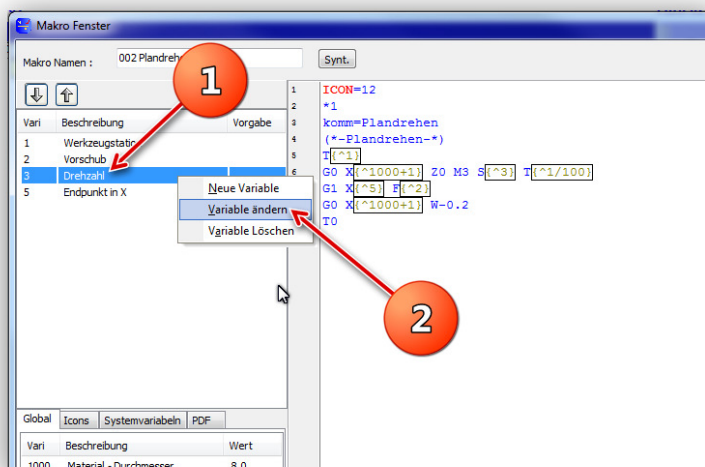 Makro Fenster
Makro Namen :
002 Plandreh
Synt.
Vari Beschreibung Vorgabe
1 Werkzeugstatio
2 Vorschub
3 Drehzahl
5 Endpunkt in X
Neue Variable
Variable ändern
Variable Löschen
1
2
1 ICON=12
2 *1
3 komm=Plandrehen
4 (*-Plandrehen-*)
5 T{^1}
6 G0 X{^1000+1} Z0 M3 S{^3} T{^1/100}
G1 X{^5} F{^2}
G0 X{^1000+1} W-0.2
T0
Global Icons Systemvariabeln PDF
Vari Beschreibung Wert
1000 Material - Durchmesser 8.0